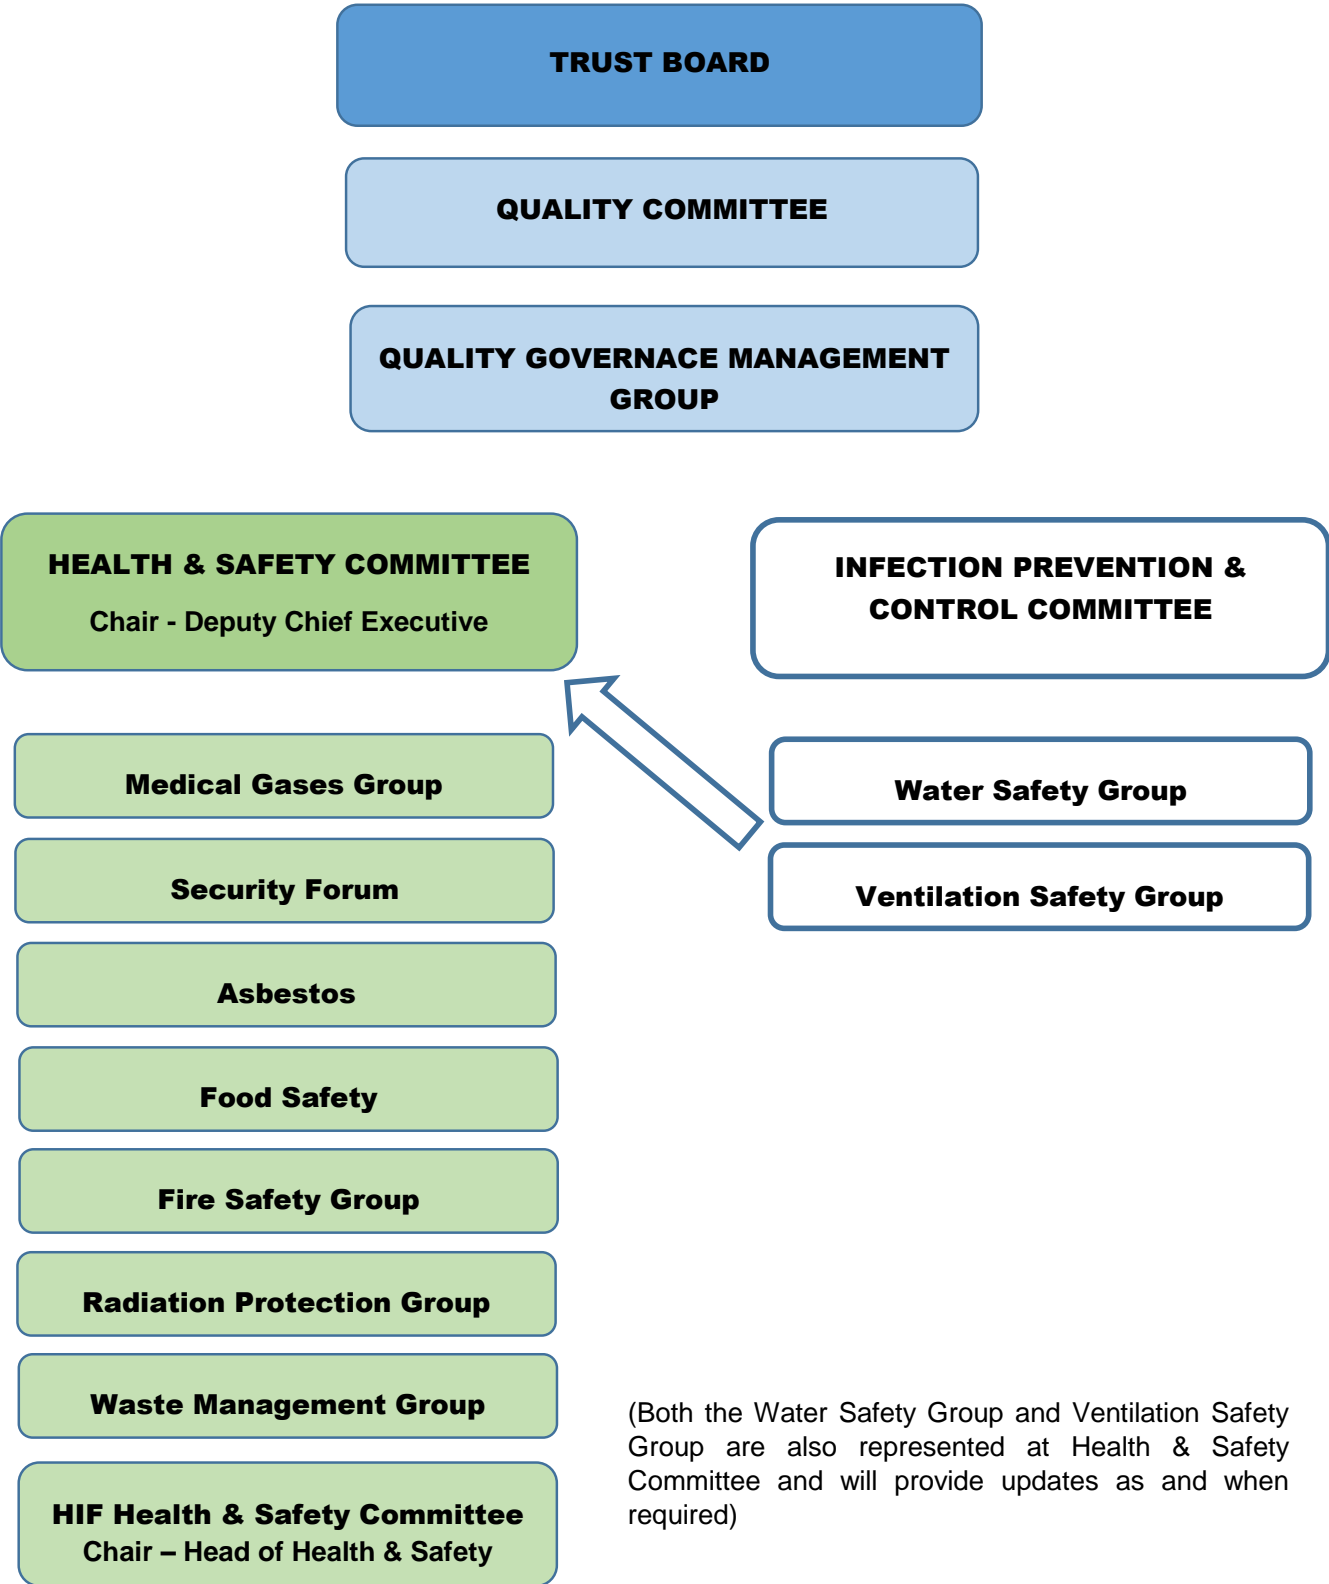 TRUST BOARD
QUALITY COMMITTEE
QUALITY GOVERNACE MANAGEMENT
GROUP
HEALTH & SAFETY COMMITTEE
Chair - Deputy Chief Executive
INFECTION PREVENTION &
CONTROL COMMITTEE
Medical Gases Group
Security Forum
Asbestos
Food Safety
Fire Safety Group
Radiation Protection Group
Waste Management Group
HIF Health & Safety Committee
Chair – Head of Health & Safety
Water Safety Group
Ventilation Safety Group
(Both the Water Safety Group and Ventilation Safety
Group are also represented at Health & Safety
Committee and will provide updates as and when
required)